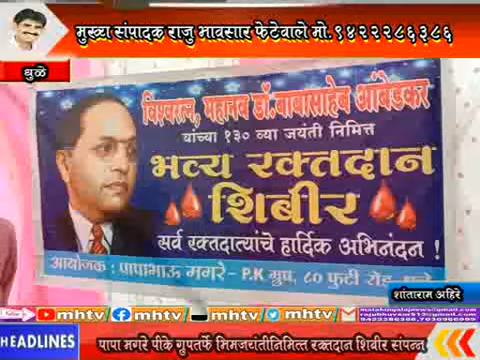 मुख्य संपादक राजु भावसार फेटेवाले मो.९४२२२८६३८६
धुळे
विश्वरत्न, महामानव डॉ.बाबासाहेब आंबेडकर
यांच्या १३० व्या जयंती निमित्त
भव्य रक्तदान
शिबीर
सर्व रक्तदात्यांचे हार्दिक अभिनंदन !
आयोजक : पापाभाऊ मगरे - P.K ग्रुप, ८० फुटी रोड,
शांताराम अहिरे
mhtv mhtv mhtv mhtv
HEADLINES
पापा मगरे पीके ग्रुपतर्फे भिमजयंतीनिमित्त रक्तदान शिबीर संपन्न